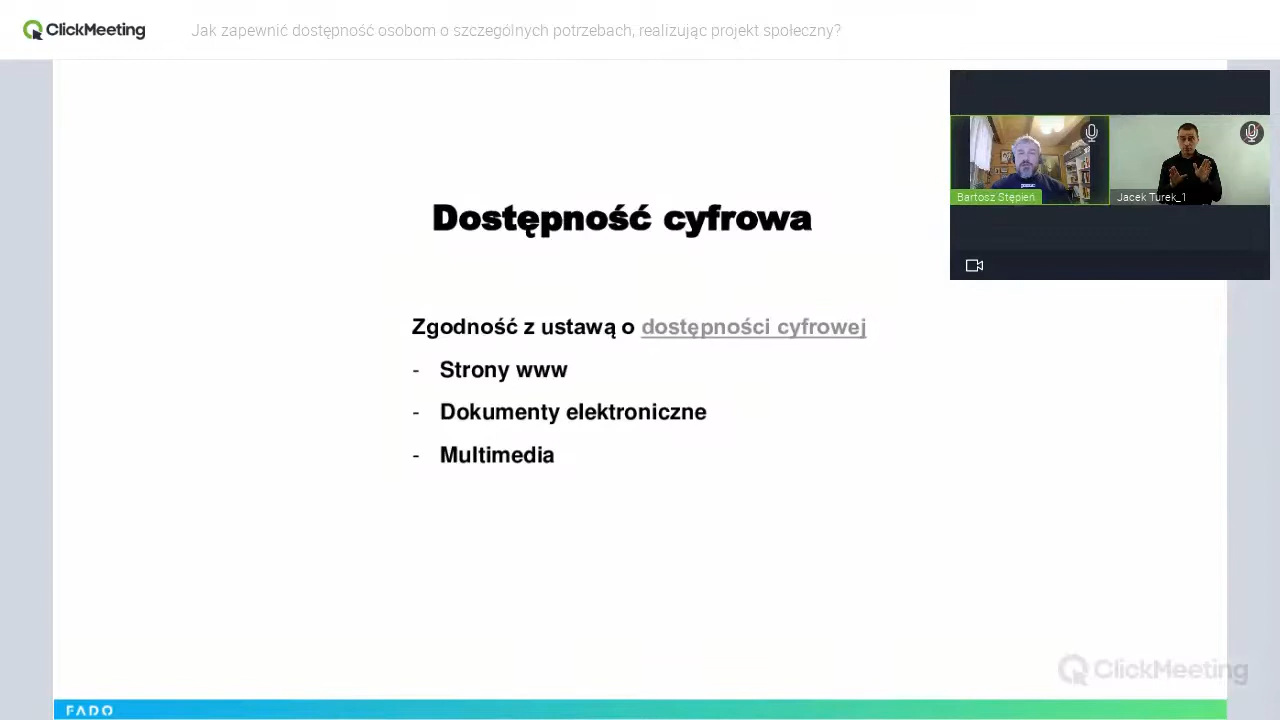 ClickMeeting
Jak zapewnić dostępność osobom o szczególnych potrzebach, realizując projekt społeczny?
Bartosz Stępień
Jacek Turek_1
Dostępność cyfrowa
Zgodność z ustawą o dostępności cyfrowej
- Strony www
- Dokumenty elektroniczne
- Multimedia
ClickMeeting
FADO